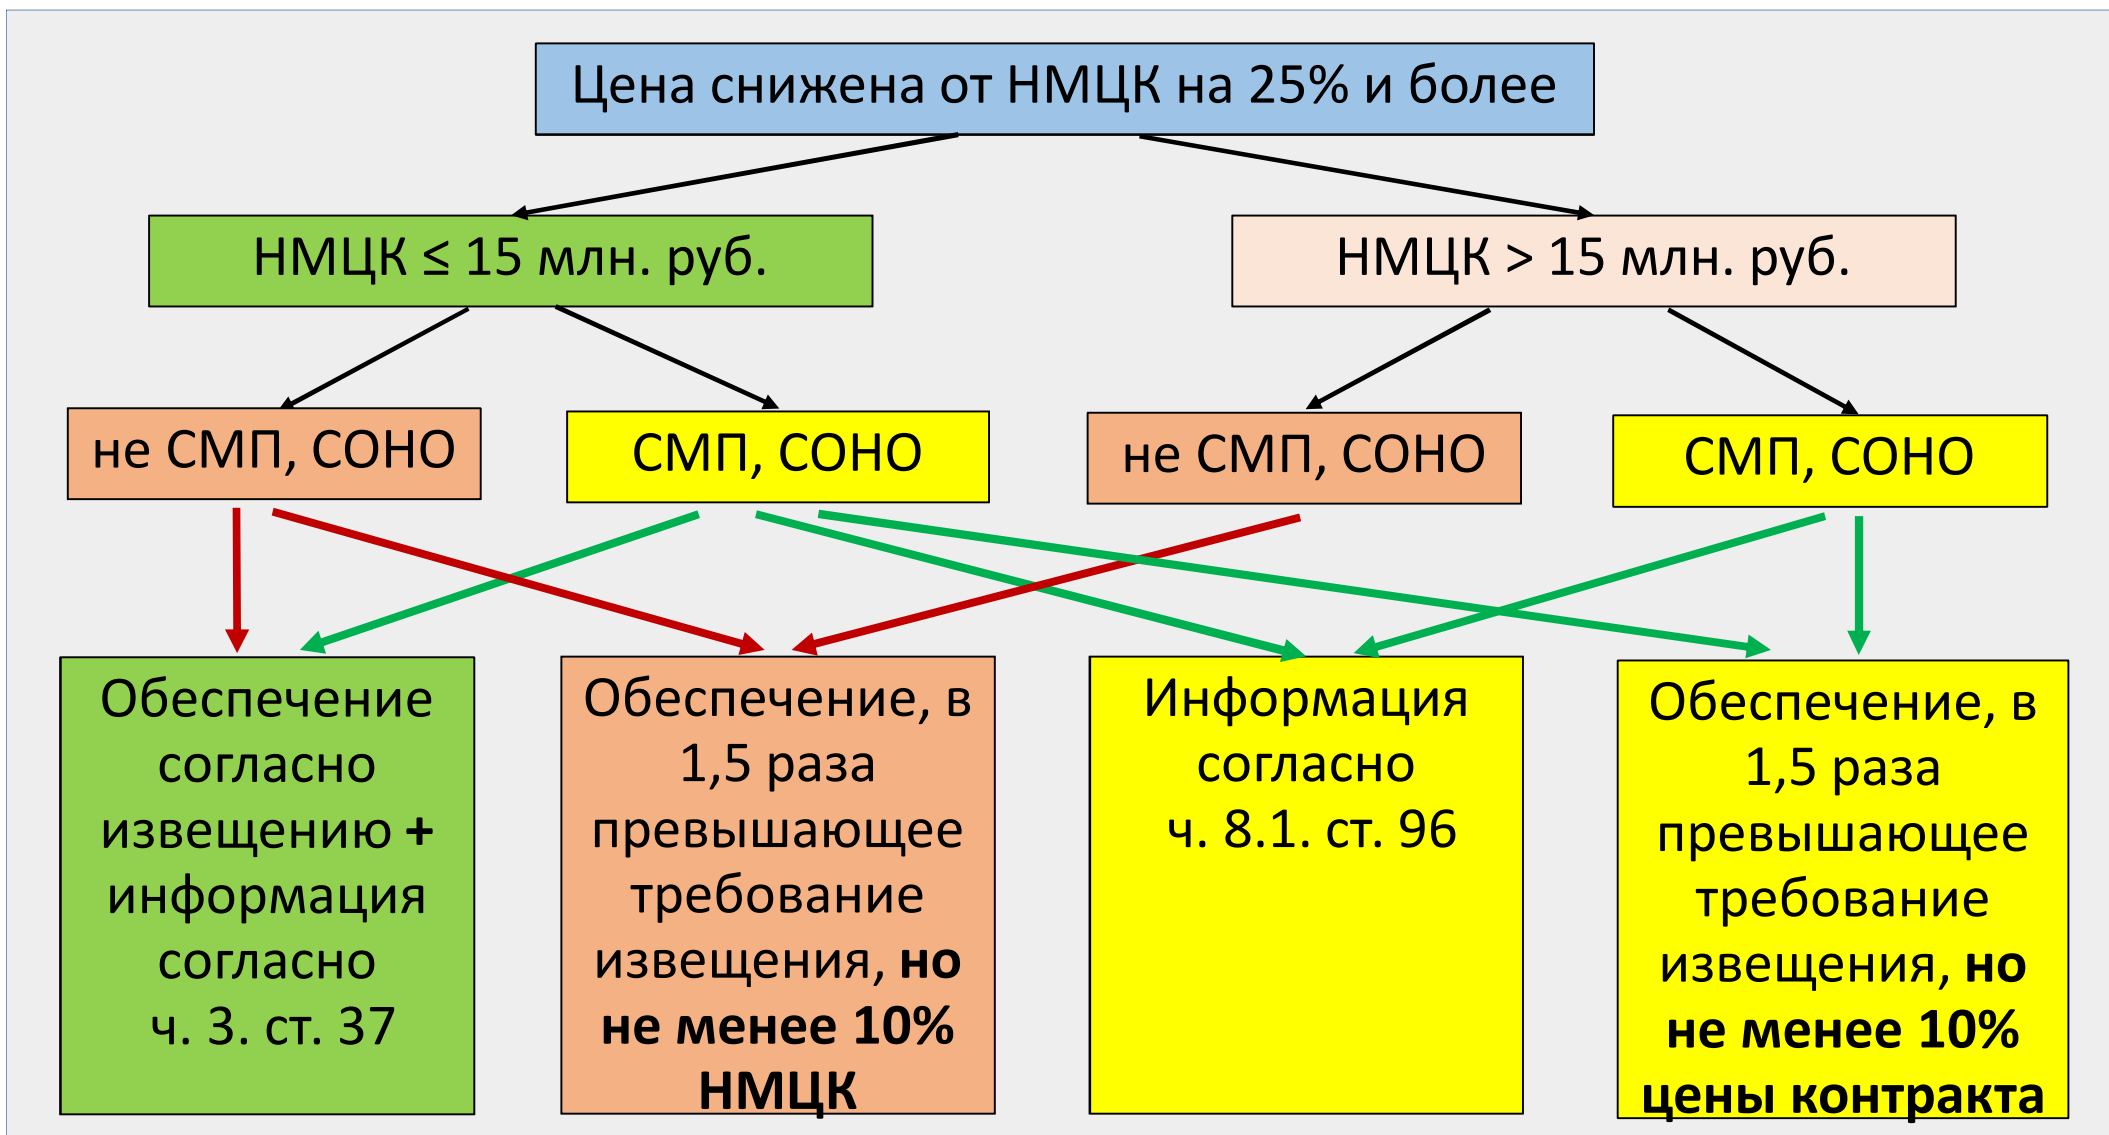 Цена снижена от НМЦК на 25% и более
НМЦК ≤ 15 млн. руб.
НМЦК > 15 млн. руб.
не СМП, СОНО
СМП, СОНО
не СМП, СОНО
СМП, СОНО
Обеспечение
согласно
извещению +
информация
согласно
ч. 3. ст. 37
Обеспечение, в
1,5 раза
превышающее
требование
извещения, но
не менее 10%
НМЦК
Информация
согласно
ч. 8.1. ст. 96
Обеспечение, в
1,5 раза
превышающее
требование
извещения, но
не менее 10%
цены контракта